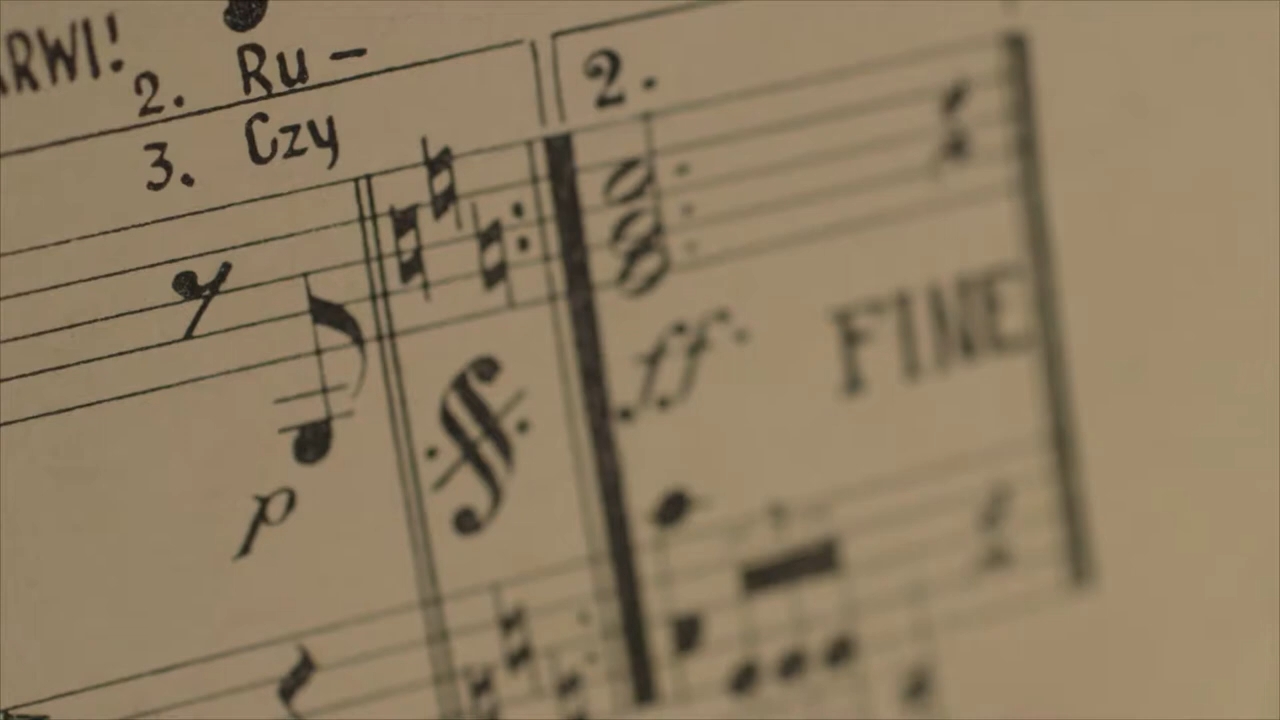 RWI!
2. Ru -
3. Czy
2.
p
ff.
FINE